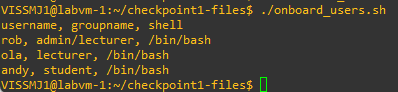 VISSMJ1@labvm-1:~/checkpoint1-files$ ./onboard_users.sh
username, groupname, shell
rob, admin/lecturer, /bin/bash
ola, lecturer, /bin/bash
andy, student, /bin/bash
VISSMJ1@labvm-1:~/checkpoint1-files$